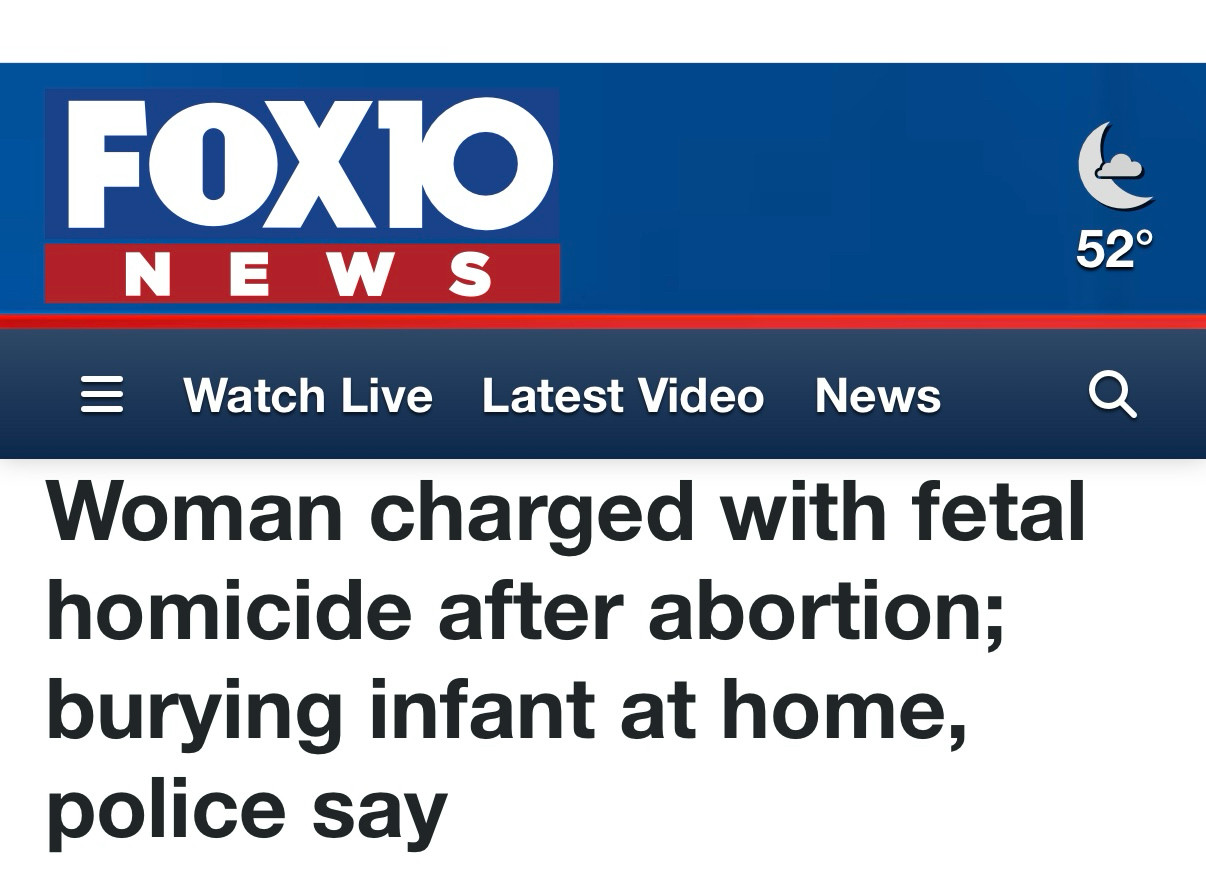 FOX10
NEWS
52°
Watch Live Latest Video News
Woman charged with fetal
homicide after abortion;
burying infant at home,
police say